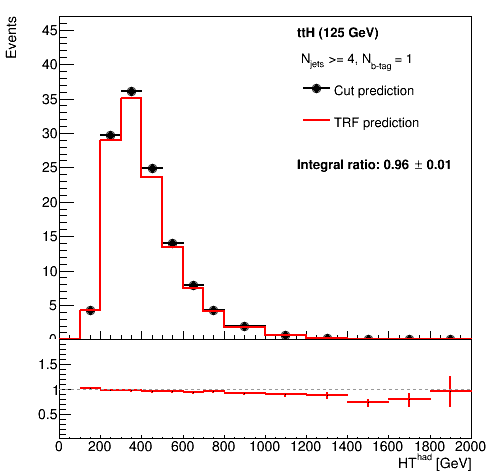 Events
45
40
35
30
25
20
15
10
5
0
ttH (125 GeV)
N_jets >= 4, N_b-tag = 1
Cut prediction
TRF prediction
Integral ratio: 0.96 ± 0.01
1.5
1
0.5
0 200 400 600 800 1000 1200 1400 1600 1800 2000
HT^had [GeV]